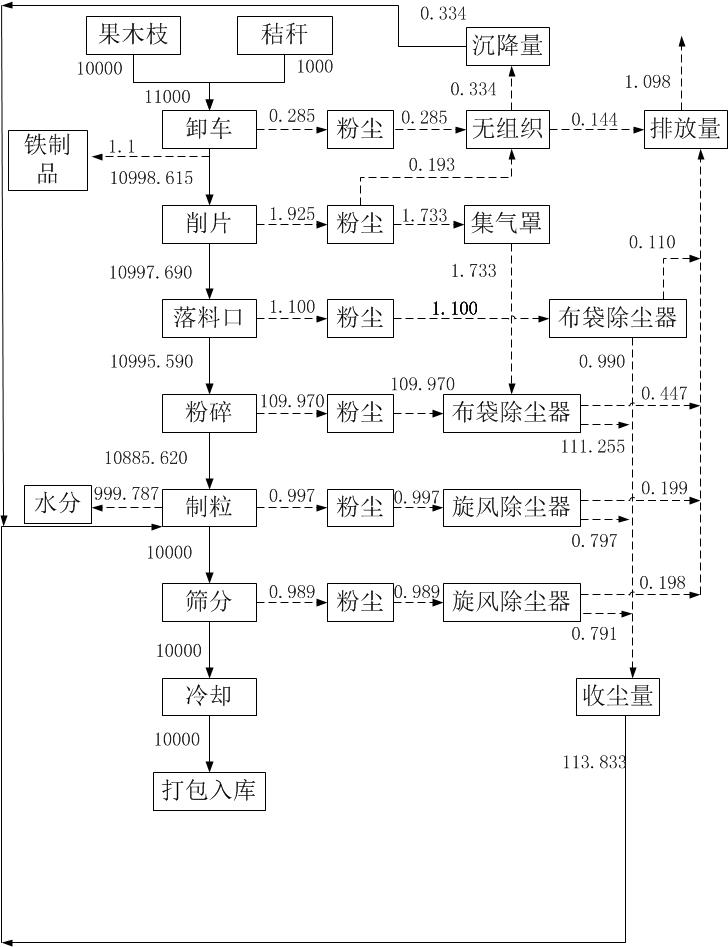 0.334
果木枝
秸秆
沉降量
10000
1000
0.334
1.098
11000
卸车
0.285
粉尘
0.285
无组织
0.144
排放量
铁制
品
1.1
10998.615
0.193
削片
1.925
粉尘
1.733
集气罩
0.110
10997.690
1.733
落料口
1.100
粉尘
1.100
布袋除尘器
10995.590
0.990
粉碎
109.970
粉尘
109.970
布袋除尘器
0.447
10885.620
111.255
水分
999.787
制粒
0.997
粉尘
0.997
旋风除尘器
0.199
10000
0.797
筛分
0.989
粉尘
0.989
旋风除尘器
0.198
10000
0.791
冷却
收尘量
10000
113.833
打包入库